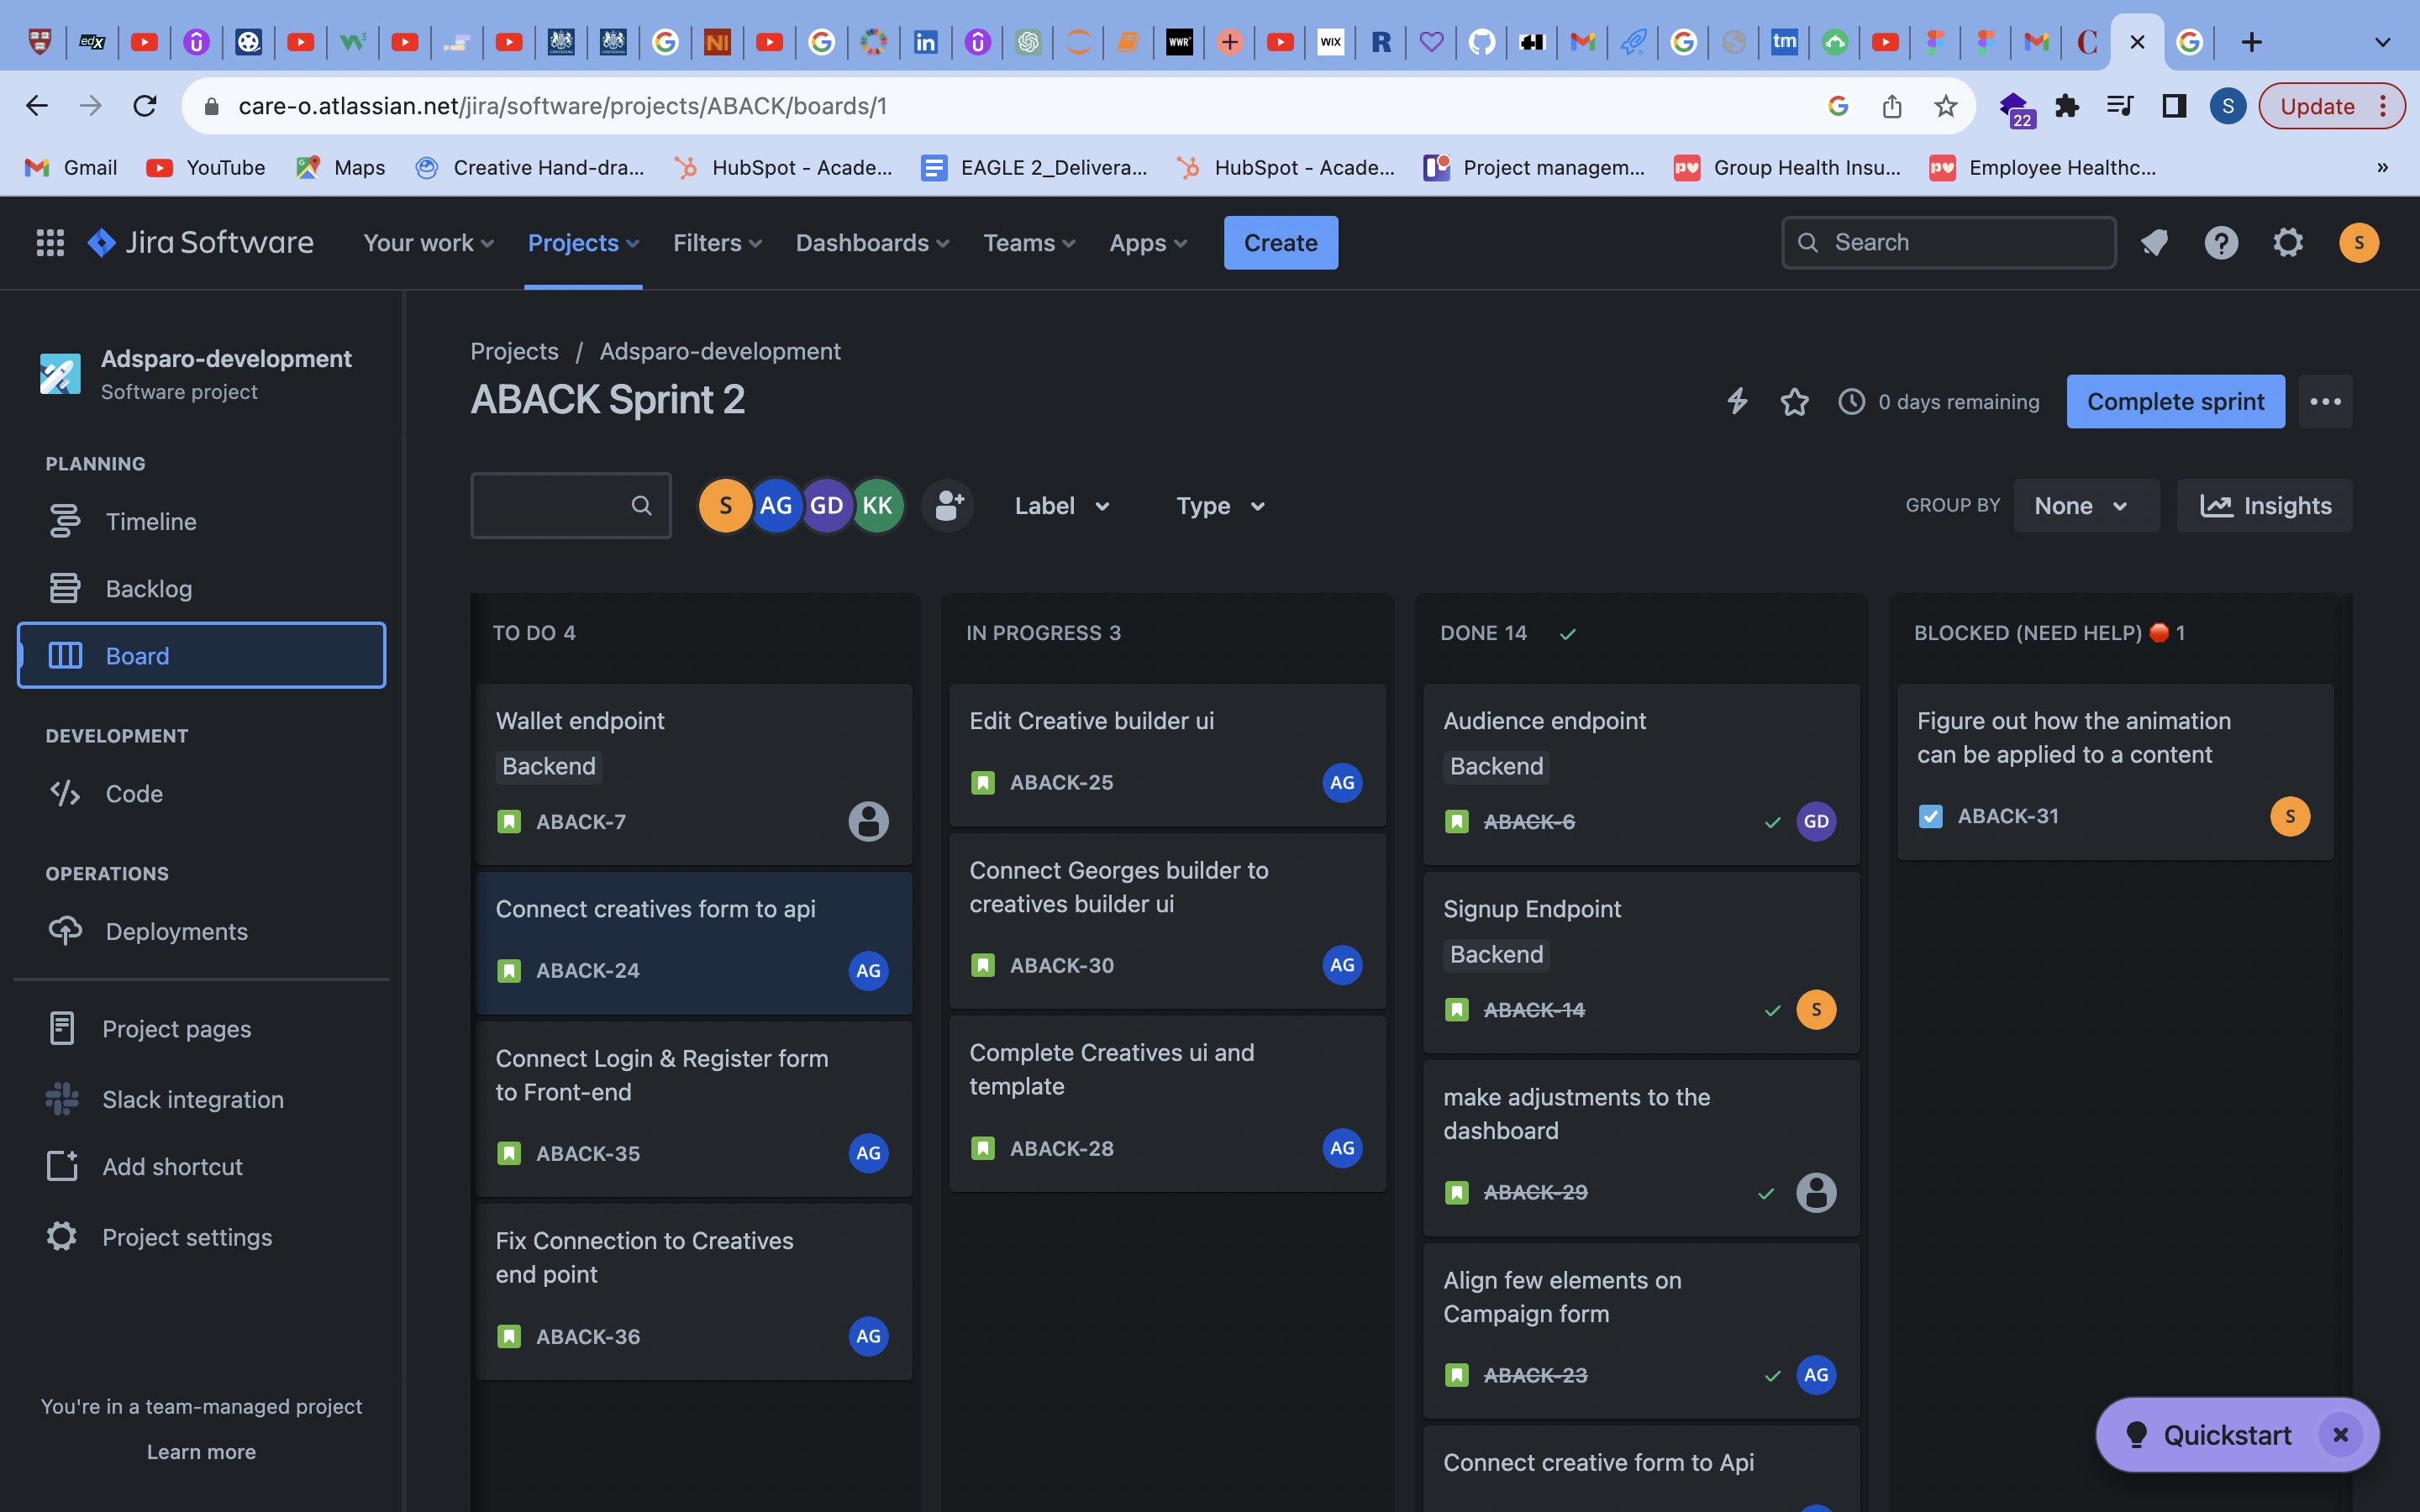 edX
NI
WWR
WIX
R
tm
C
care-o.atlassian.net/jira/software/projects/ABACK/boards/1
22
S
Update
Gmail
YouTube
Maps
Creative Hand-dra...
HubSpot - Acade...
EAGLE 2_Delivera...
HubSpot - Acade...
Project managem...
Group Health Insu...
Employee Healthc...
»
Jira Software
Your work
Projects
Filters
Dashboards
Teams
Apps
Create
Search
S
Adsparo-development
Software project
PLANNING
Timeline
Backlog
Board
DEVELOPMENT
Code
OPERATIONS
Deployments
Project pages
Slack integration
Add shortcut
Project settings
You're in a team-managed project
Learn more
Projects / Adsparo-development
ABACK Sprint 2
0 days remaining
Complete sprint
S
AG
GD
KK
Label
Type
GROUP BY
None
Insights
TO DO 4
Wallet endpoint
Backend
ABACK-7
Connect creatives form to api
ABACK-24
AG
Connect Login & Register form
to Front-end
ABACK-35
AG
Fix Connection to Creatives
end point
ABACK-36
AG
IN PROGRESS 3
Edit Creative builder ui
ABACK-25
AG
Connect Georges builder to
creatives builder ui
ABACK-30
AG
Complete Creatives ui and
template
ABACK-28
AG
DONE 14
Audience endpoint
Backend
ABACK-6
GD
Signup Endpoint
Backend
ABACK-14
S
make adjustments to the
dashboard
ABACK-29
Align few elements on
Campaign form
ABACK-23
AG
Connect creative form to Api
BLOCKED (NEED HELP) 🛑 1
Figure out how the animation
can be applied to a content
ABACK-31
S
Quickstart